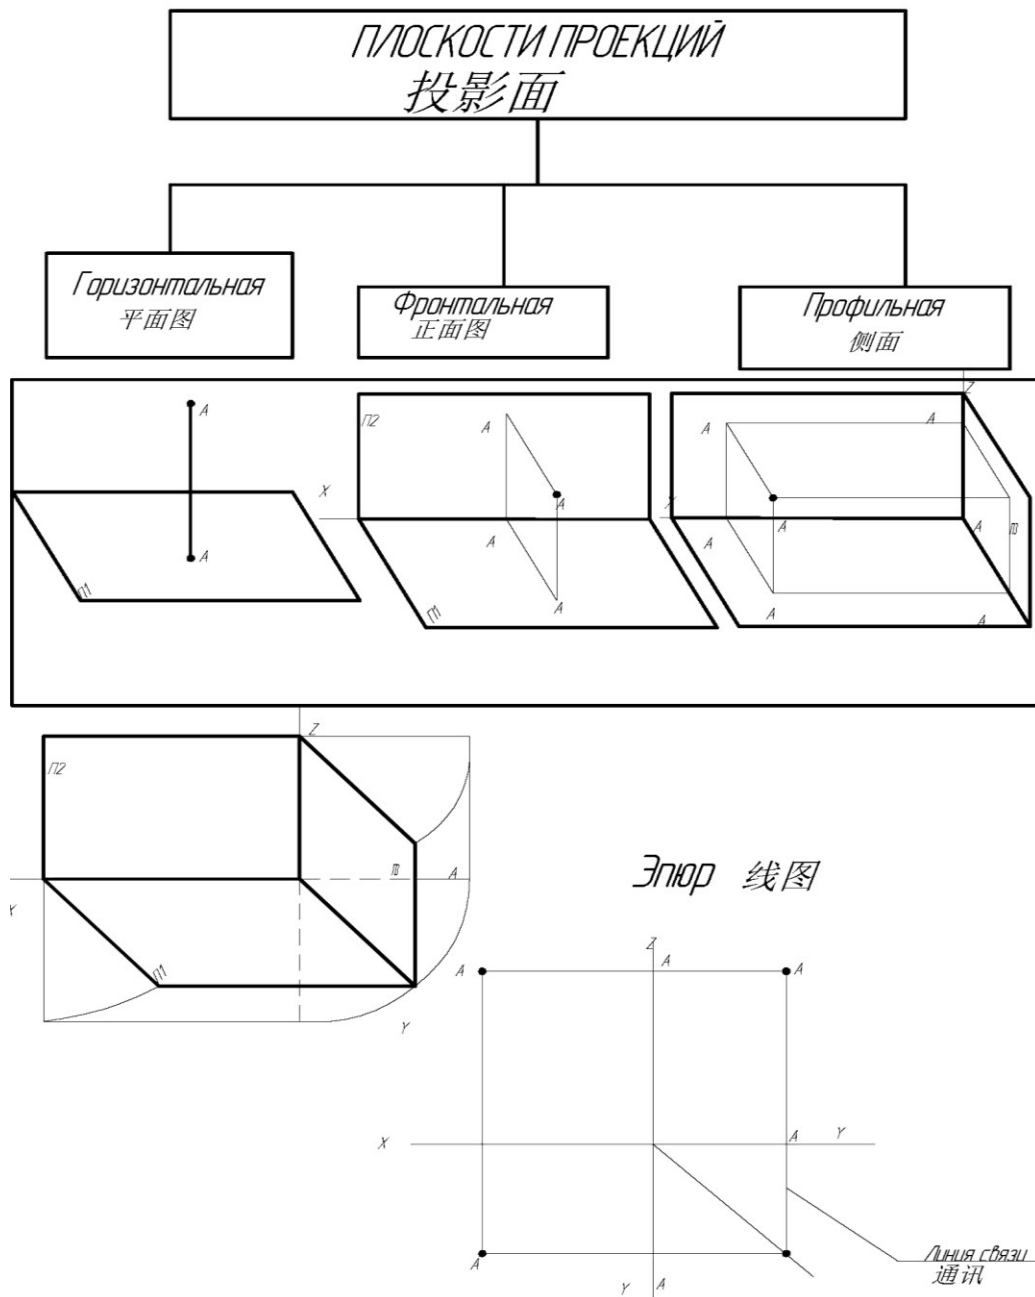 ПЛОСКОСТИ ПРОЕКЦИЙ
投影面
Горизонтальная
平面图
Фронтальная
正面图
Профильная
侧面
A
A
П1
П2
X
A
A
A
A
П1
Z
A
A
X
A
A
A
П3
A
A
Z
П2
П3
A
X
П1
Y
Эпюр 线图
Z
A
A
A
X
A
Y
A
Y
A
Линия связи
通讯